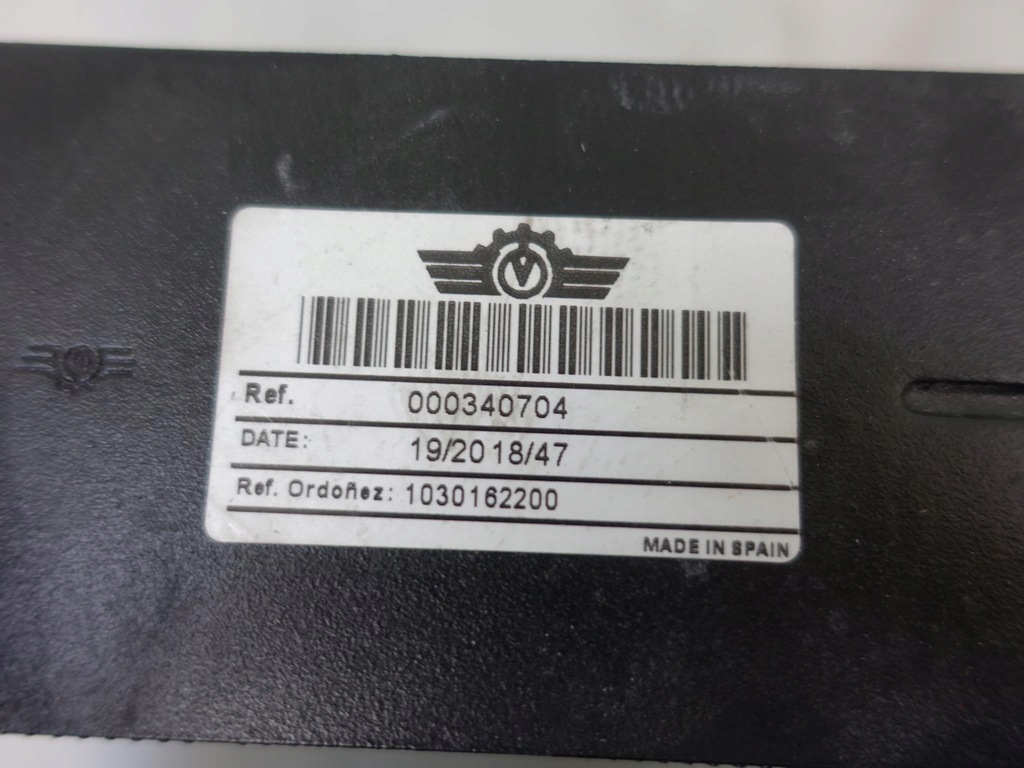 V
Ref. 000340704
DATE: 19/2018/47
Ref. Ordoñez: 1030162200
MADE IN SPAIN